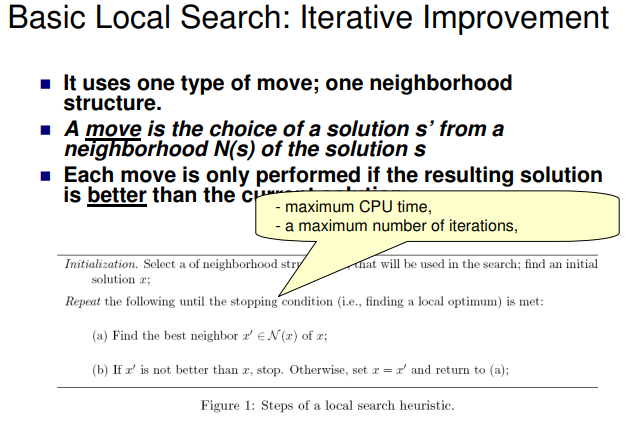 Basic Local Search: Iterative Improvement
It uses one type of move; one neighborhood
structure.
A move is the choice of a solution s’ from a
neighborhood N(s) of the solution s
Each move is only performed if the resulting solution
is better than the
- maximum CPU time,
- a maximum number of iterations,
Initialization. Select a of neighborhood that will be used in the search; find an initial
solution x;
Repeat the following until the stopping condition (i.e., finding a local optimum) is met:
(a) Find the best neighbor x′ ∈ N(x) of x;
(b) If x′ is not better than x, stop. Otherwise, set x = x′ and return to (a);
Figure 1: Steps of a local search heuristic.